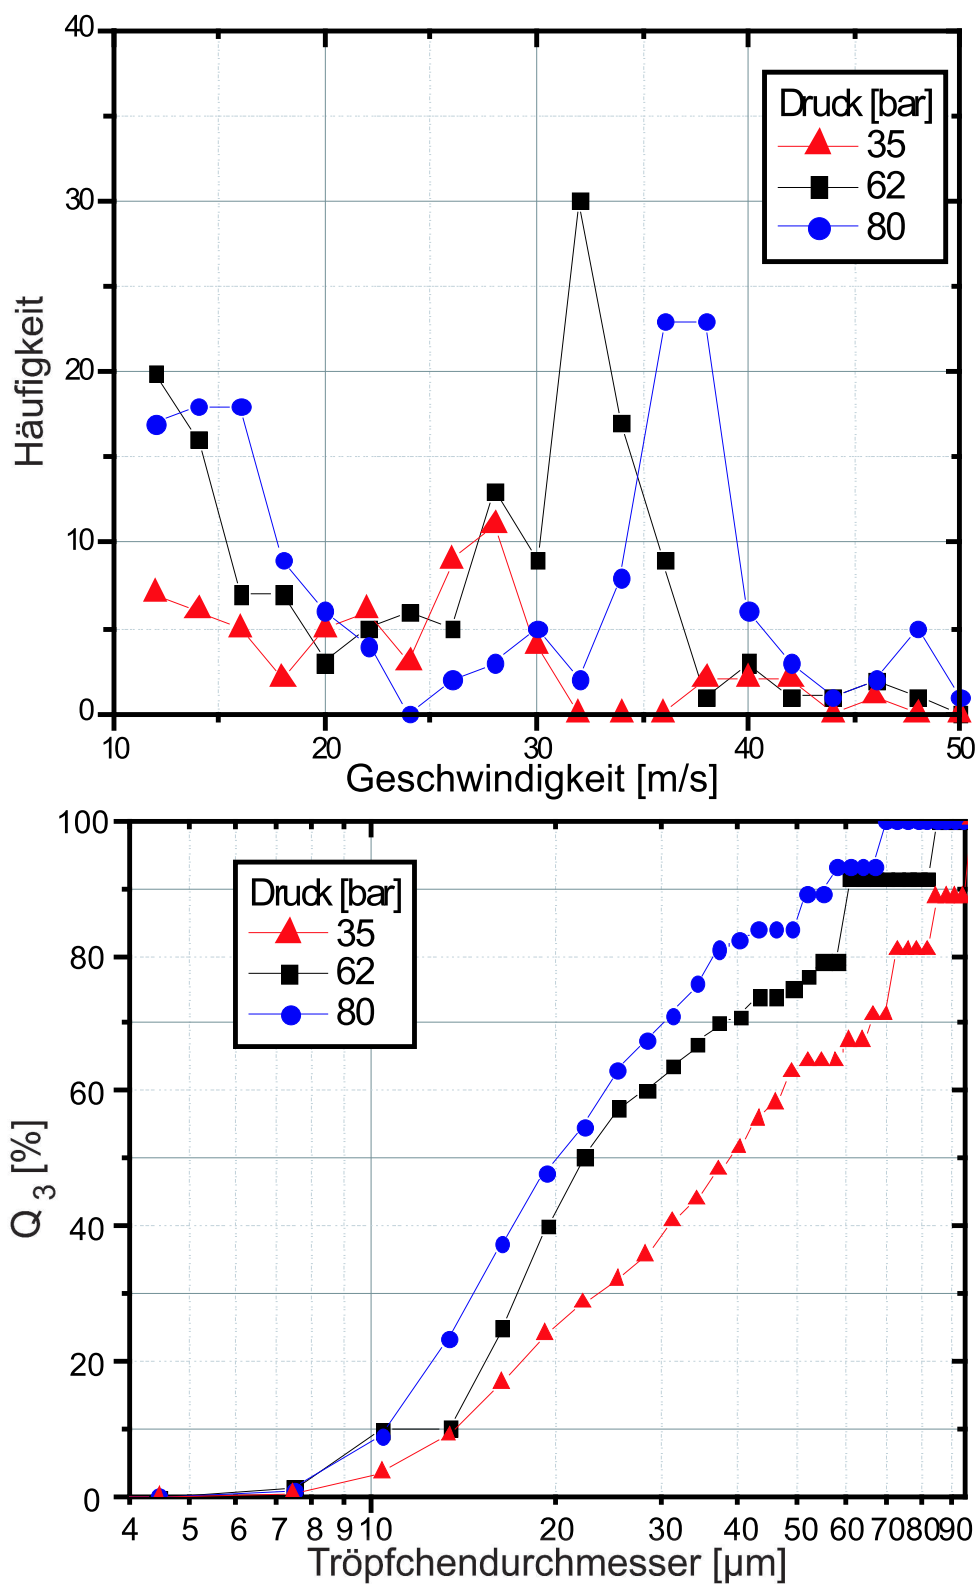 40
30
20
10
0
Häufigkeit
Druck [bar]
35
62
80
10 20 30 40 50
Geschwindigkeit [m/s]
100
80
60
40
20
0
Q 3 [%]
Druck [bar]
35
62
80
4 5 6 7 8 9 10 20 30 40 50 60 70 80 90
Tröpfchendurchmesser [µm]